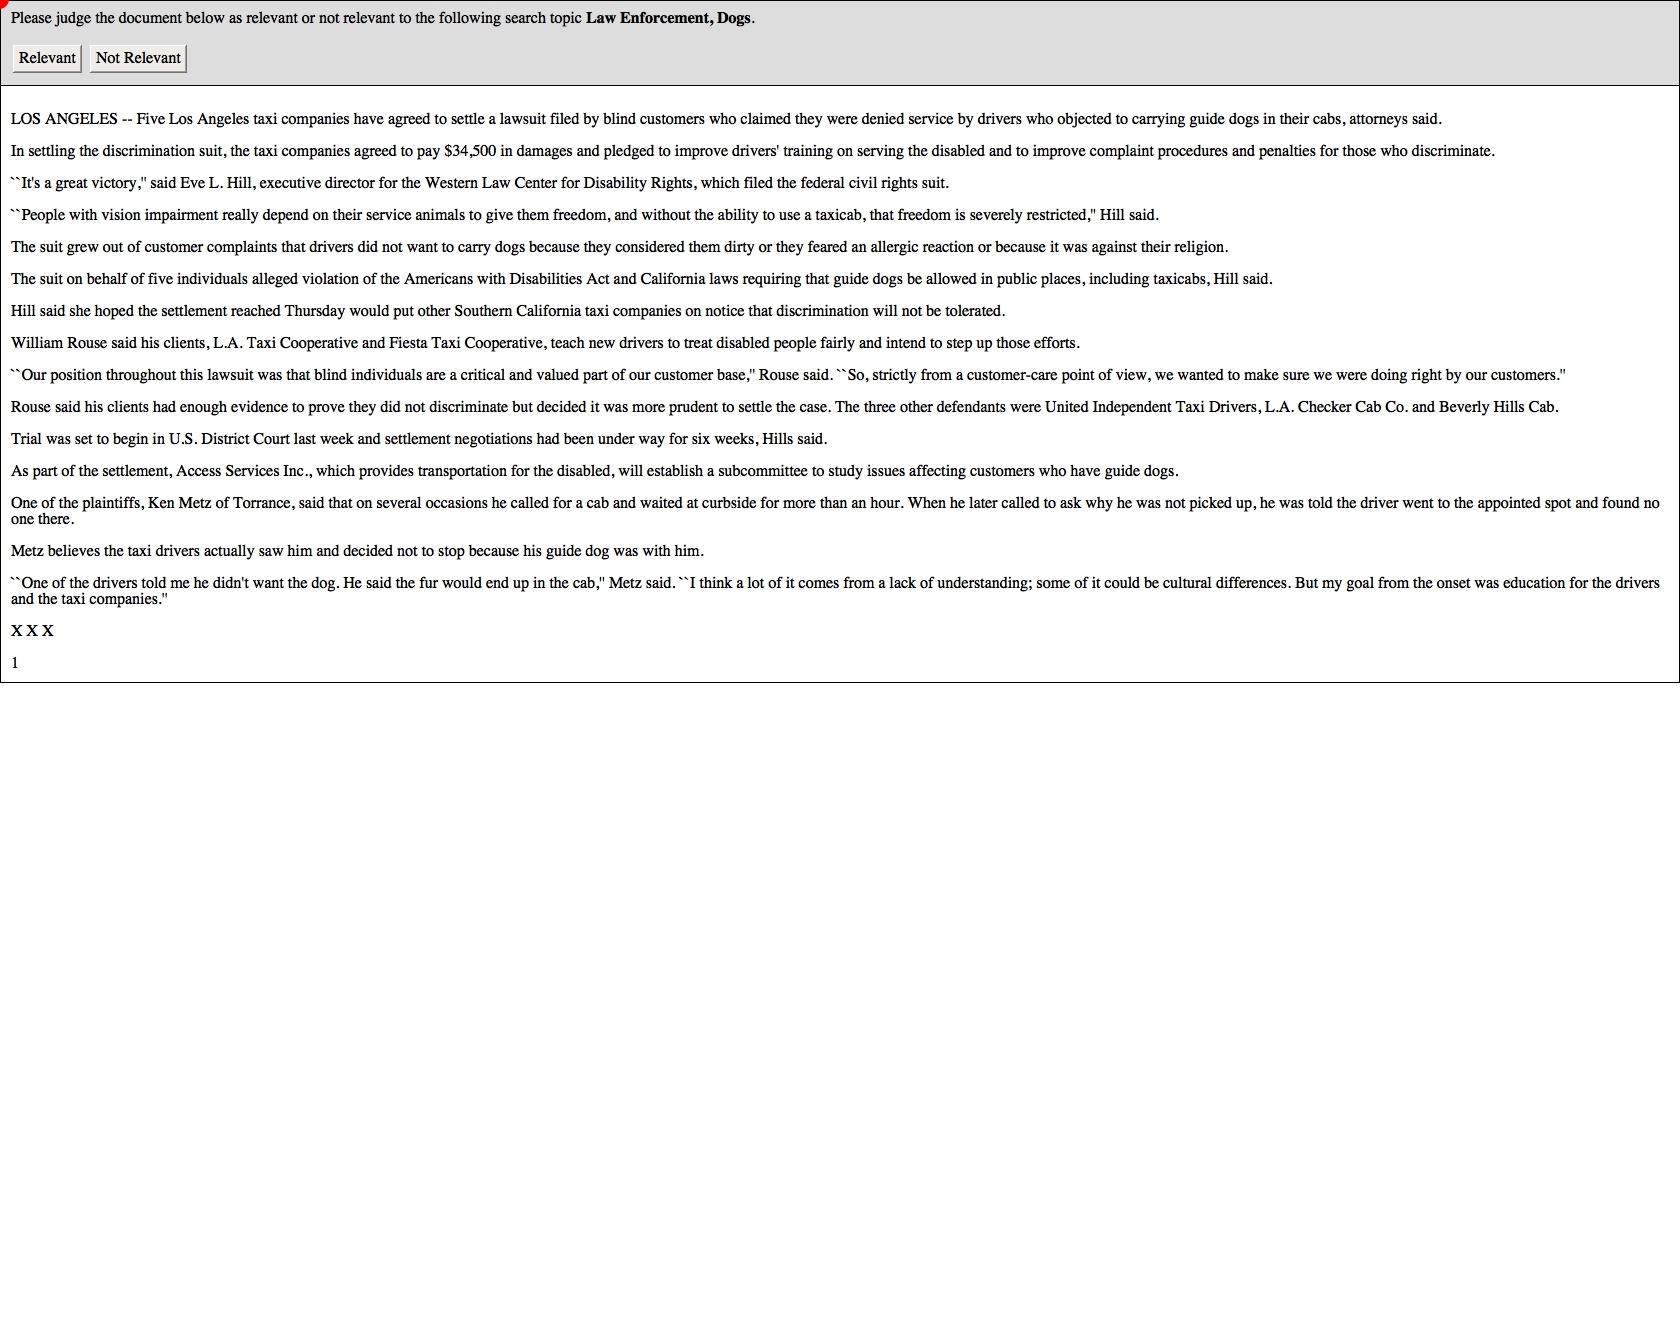 Please judge the document below as relevant or not relevant to the following search topic Law Enforcement, Dogs.
Relevant Not Relevant
LOS ANGELES -- Five Los Angeles taxi companies have agreed to settle a lawsuit filed by blind customers who claimed they were denied service by drivers who objected to carrying guide dogs in their cabs, attorneys said.
In settling the discrimination suit, the taxi companies agreed to pay $34,500 in damages and pledged to improve drivers' training on serving the disabled and to improve complaint procedures and penalties for those who discriminate.
``It's a great victory,'' said Eve L. Hill, executive director for the Western Law Center for Disability Rights, which filed the federal civil rights suit.
``People with vision impairment really depend on their service animals to give them freedom, and without the ability to use a taxicab, that freedom is severely restricted,'' Hill said.
The suit grew out of customer complaints that drivers did not want to carry dogs because they considered them dirty or they feared an allergic reaction or because it was against their religion.
The suit on behalf of five individuals alleged violation of the Americans with Disabilities Act and California laws requiring that guide dogs be allowed in public places, including taxicabs, Hill said.
Hill said she hoped the settlement reached Thursday would put other Southern California taxi companies on notice that discrimination will not be tolerated.
William Rouse said his clients, L.A. Taxi Cooperative and Fiesta Taxi Cooperative, teach new drivers to treat disabled people fairly and intend to step up those efforts.
``Our position throughout this lawsuit was that blind individuals are a critical and valued part of our customer base,'' Rouse said. ``So, strictly from a customer-care point of view, we wanted to make sure we were doing right by our customers.''
Rouse said his clients had enough evidence to prove they did not discriminate but decided it was more prudent to settle the case. The three other defendants were United Independent Taxi Drivers, L.A. Checker Cab Co. and Beverly Hills Cab.
Trial was set to begin in U.S. District Court last week and settlement negotiations had been under way for six weeks, Hills said.
As part of the settlement, Access Services Inc., which provides transportation for the disabled, will establish a subcommittee to study issues affecting customers who have guide dogs.
One of the plaintiffs, Ken Metz of Torrance, said that on several occasions he called for a cab and waited at curbside for more than an hour. When he later called to ask why he was not picked up, he was told the driver went to the appointed spot and found no
one there.
Metz believes the taxi drivers actually saw him and decided not to stop because his guide dog was with him.
``One of the drivers told me he didn't want the dog. He said the fur would end up in the cab,'' Metz said. ``I think a lot of it comes from a lack of understanding; some of it could be cultural differences. But my goal from the onset was education for the drivers
and the taxi companies.''
X X X
1